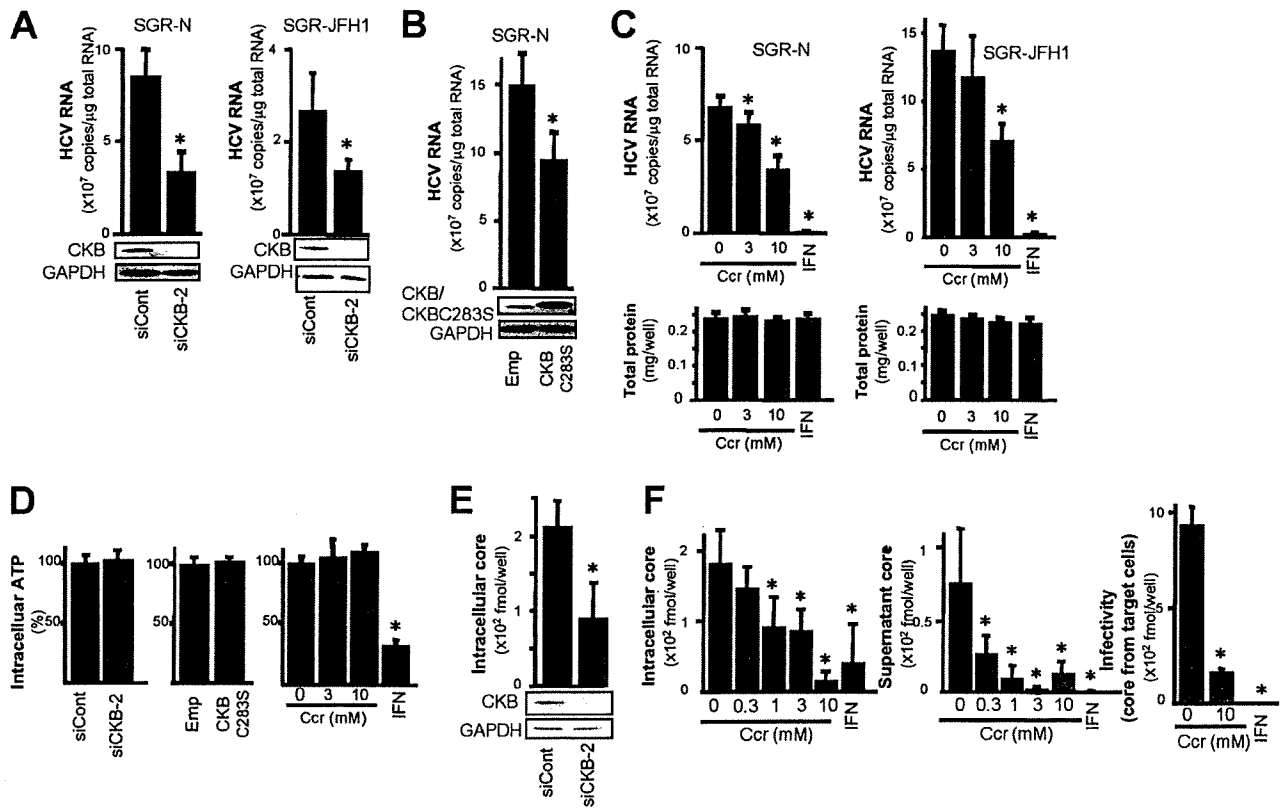 A
SGR-N
HCV RNA
(x10⁷ copies/µg total RNA)
10
5
0
CKB
GAPDH
siCont
siCKB-2
*
SGR-JFH1
HCV RNA
(x10⁷ copies/µg total RNA)
4
2
0
CKB
GAPDH
siCont
siCKB-2
*
B
SGR-N
HCV RNA
(x10⁷ copies/µg total RNA)
15
10
5
0
*
CKB/
CKBC283S
GAPDH
Emp
CKB
C283S
C
SGR-N
HCV RNA
(x10⁷ copies/µg total RNA)
10
5
0
*
*
*
0 3 10 IFN
Ccr (mM)
SGR-JFH1
HCV RNA
(x10⁷ copies/µg total RNA)
15
10
5
0
*
*
0 3 10 IFN
Ccr (mM)
Total protein
(mg/well)
0.2
0.1
0
0 3 10 IFN
Ccr (mM)
Total protein
(mg/well)
0.2
0.1
0
0 3 10 IFN
Ccr (mM)
D
Intracelluar ATP
(%)
100
50
siCont
siCKB-2
100
50
Emp
CKB
C283S
100
50
*
0 3 10 IFN
Ccr (mM)
E
Intracellular core
(x10² fmol/well)
2
1
0
*
CKB
GAPDH
siCont
siCKB-2
F
Intracellular core
(x10² fmol/well)
2
1
0
* * * *
0 0.3 1 3 10 IFN
Ccr (mM)
Supernatant core
(x10² fmol/well)
1
0.5
0
* * * * *
0 0.3 1 3 10 IFN
Ccr (mM)
Infectivity
(core from target cells)
(x10² fmol/well)
10
5
0
* *
0 10 IFN
Ccr (mM)